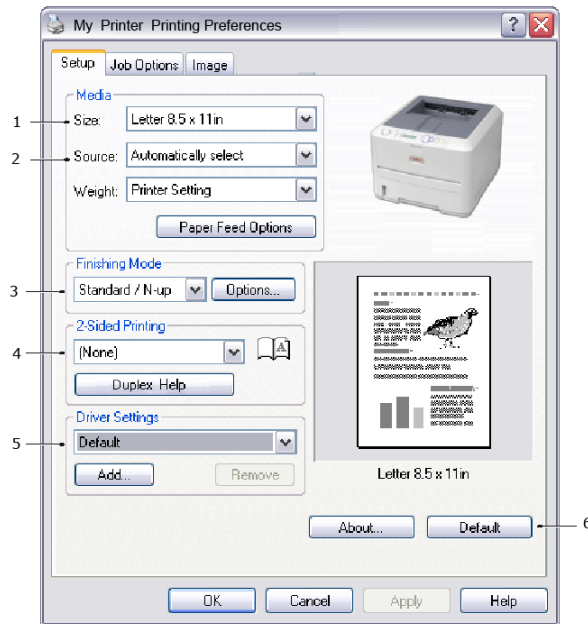 My Printer Printing Preferences
Setup Job Options Image
Media
1 Size: Letter 8.5 x 11in
2 Source: Automatically select
Weight: Printer Setting
Paper Feed Options
Finishing Mode
3 Standard / N-up Options...
2-Sided Printing
4 (None) A
Duplex Help
Driver Settings
5 Default
Add... Remove
Letter 8.5 x 11in
About... Default 6
OK Cancel Apply Help